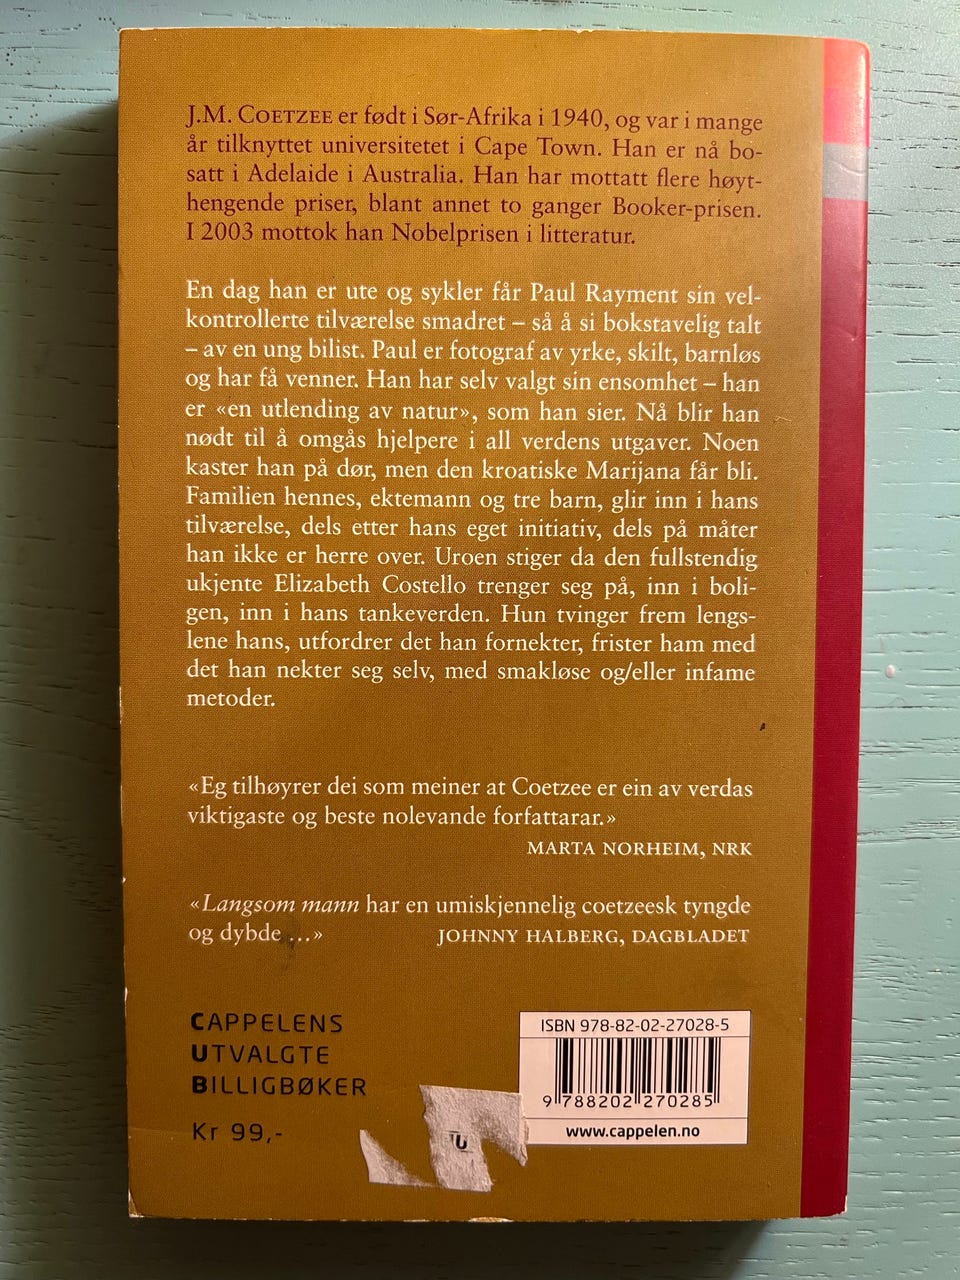 J.M. COETZEE er født i Sør-Afrika i 1940, og var i mange
år tilknyttet universitetet i Cape Town. Han er nå bo-
satt i Adelaide i Australia. Han har mottatt flere høyt-
hengende priser, blant annet to ganger Booker-prisen.
I 2003 mottok han Nobelprisen i litteratur.
En dag han er ute og sykler får Paul Rayment sin vel-
kontrollerte tilværelse smadret – så å si bokstavelig talt
– av en ung bilist. Paul er fotograf av yrke, skilt, barnløs
og har få venner. Han har selv valgt sin ensomhet – han
er «en utlending av natur», som han sier. Nå blir han
nødt til å omgås hjelpere i all verdens utgaver. Noen
kaster han på dør, men den kroatiske Marijana får bli.
Familien hennes, ektemann og tre barn, glir inn i hans
tilværelse, dels etter hans eget initiativ, dels på måter
han ikke er herre over. Uroen stiger da den fullstendig
ukjente Elizabeth Costello trenger seg på, inn i boli-
gen, inn i hans tankeverden. Hun tvinger frem lengs-
lene hans, utfordrer det han fornekter, frister ham med
det han nekter seg selv, med smakløse og/eller infame
metoder.
«Eg tilhøyrer dei som meiner at Coetzee er ein av verdas
viktigaste og beste nolevande forfattarar.»
MARTA NORHEIM, NRK
«Langsom mann har en umiskjennelig coetzeesk tyngde
og dybde ...» JOHNNY HALBERG, DAGBLADET
CAPPELENS
UTVALGTE
BILLIGBØKER
Kr 99,-
ISBN 978-82-02-27028-5
9 788202 270285
www.cappelen.no